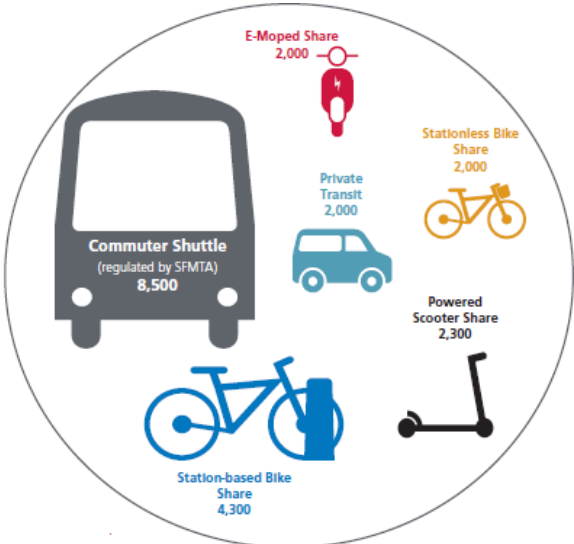 E-Moped Share
2,000
Stationless Bike
Share
2,000
Private
Transit
2,000
Commuter Shuttle
(regulated by SFMTA)
8,500
Powered
Scooter Share
2,300
Station-based Bike
Share
4,300